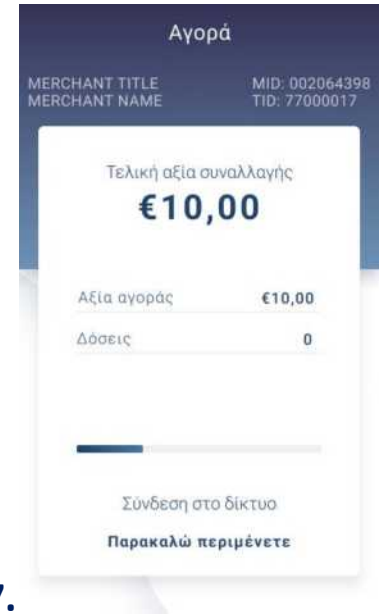 Αγορά
MERCHANT TITLE MID: 002064398
MERCHANT NAME TID: 77000017
Τελική αξία συναλλαγής
€10,00
Αξία αγοράς €10,00
Δόσεις 0
Σύνδεση στο δίκτυο
Παρακαλώ περιμένετε